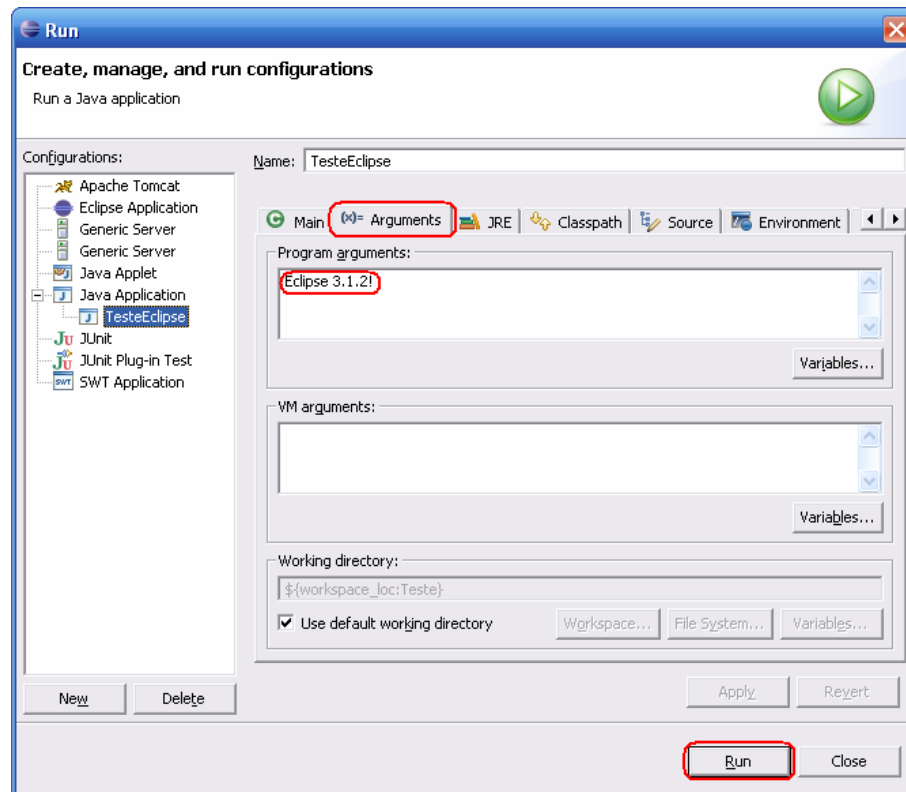 Run
Create, manage, and run configurations
Run a Java application
Configurations:
Apache Tomcat
Eclipse Application
Generic Server
Generic Server
Java Applet
Java Application
TesteEclipse
JUnit
JUnit Plug-in Test
SWT Application
New Delete
Name: TesteEclipse
Main (x)= Arguments JRE Classpath Source Environment
Program arguments:
Eclipse 3.1.2!
Variables...
VM arguments:
Variables...
Working directory:
${workspace_loc:Teste}
Use default working directory Workspace... File System... Variables...
Apply Revert
Run Close